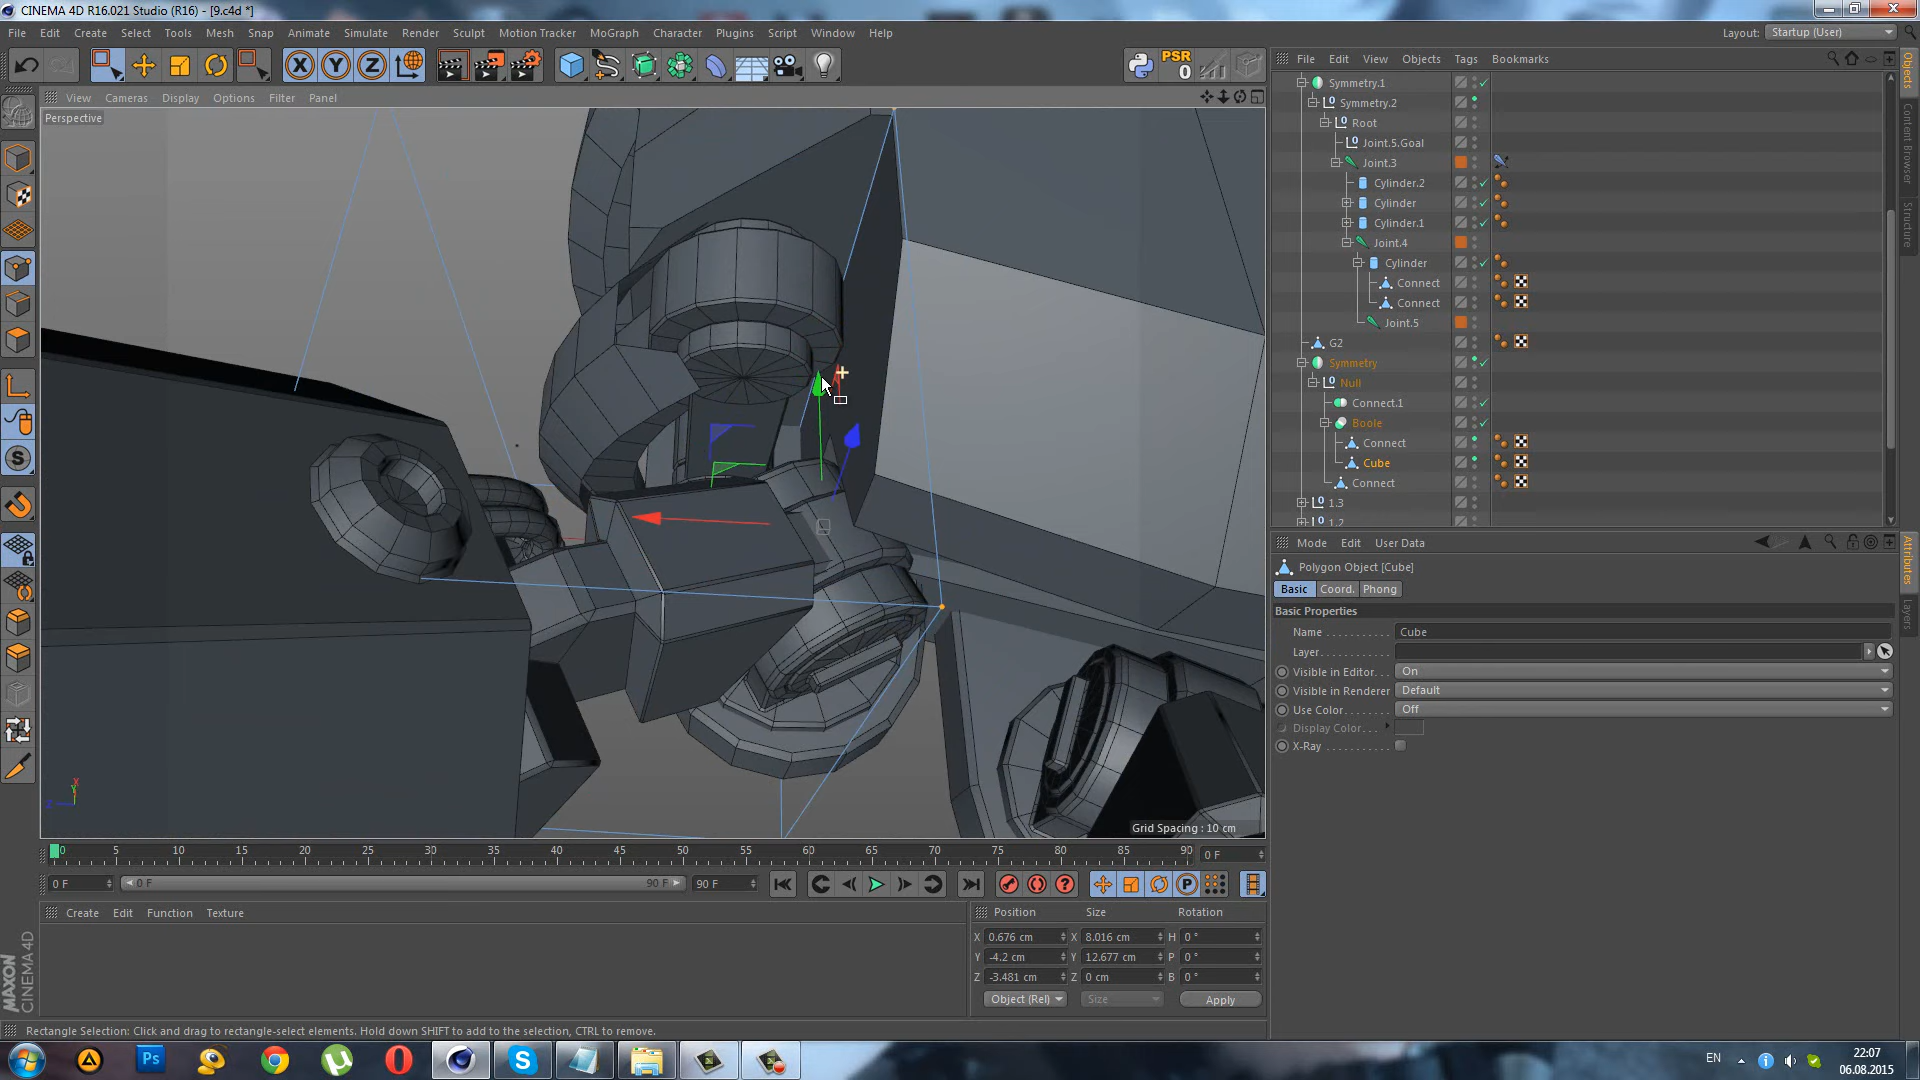 CINEMA 4D R16.021 Studio (R16) - [9.c4d *]
File Edit Create Select Tools Mesh Snap Animate Simulate Render Sculpt Motion Tracker MoGraph Character Plugins Script Window Help
Layout: Startup (User)
PSR
0
File Edit View Objects Tags Bookmarks
View Cameras Display Options Filter Panel
Perspective
Symmetry.1
Symmetry.2
Root
Joint.5.Goal
Joint.3
Cylinder.2
Cylinder
Cylinder.1
Joint.4
Cylinder
Connect
Connect
Joint.5
G2
Symmetry
Null
Connect.1
Boole
Connect
Cube
Connect
1.3
1.2
Objects
Content Browser
Structure
Mode Edit User Data
Polygon Object [Cube]
Basic Coord. Phong
Basic Properties
Name Cube
Layer
Visible in Editor On
Visible in Renderer Default
Use Color Off
Display Color
X-Ray
Attributes
Layers
Grid Spacing : 10 cm
0 5 10 15 20 25 30 35 40 45 50 55 60 65 70 75 80 85 90
0 F
0 F 0 F 90 F 90 F
Create Edit Function Texture
Position Size Rotation
X 0.676 cm X 8.016 cm H 0 °
Y -4.2 cm Y 12.677 cm P 0 °
Z -3.481 cm Z 0 cm B 0 °
Object (Rel) Size Apply
MAXON
CINEMA 4D
Rectangle Selection: Click and drag to rectangle-select elements. Hold down SHIFT to add to the selection, CTRL to remove.
Ps
EN
22:07
06.08.2015